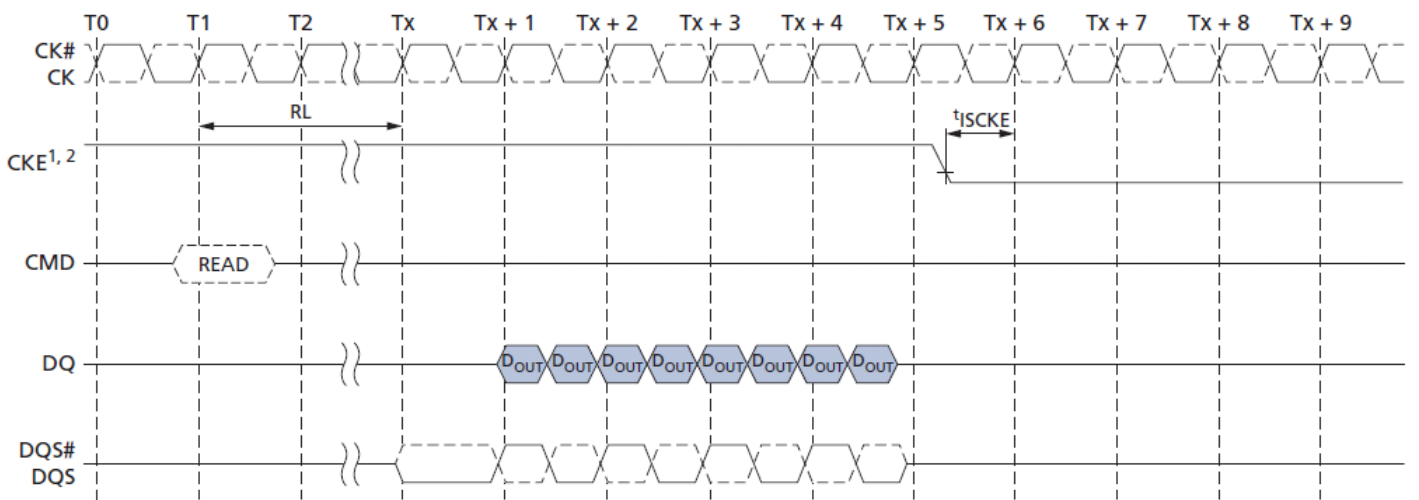 T0 T1 T2 Tx Tx + 1 Tx + 2 Tx + 3 Tx + 4 Tx + 5 Tx + 6 Tx + 7 Tx + 8 Tx + 9
CK#
CK
RL
tISCKE
CKE1, 2
CMD READ
DQ DOUT DOUT DOUT DOUT DOUT DOUT DOUT DOUT
DQS#
DQS